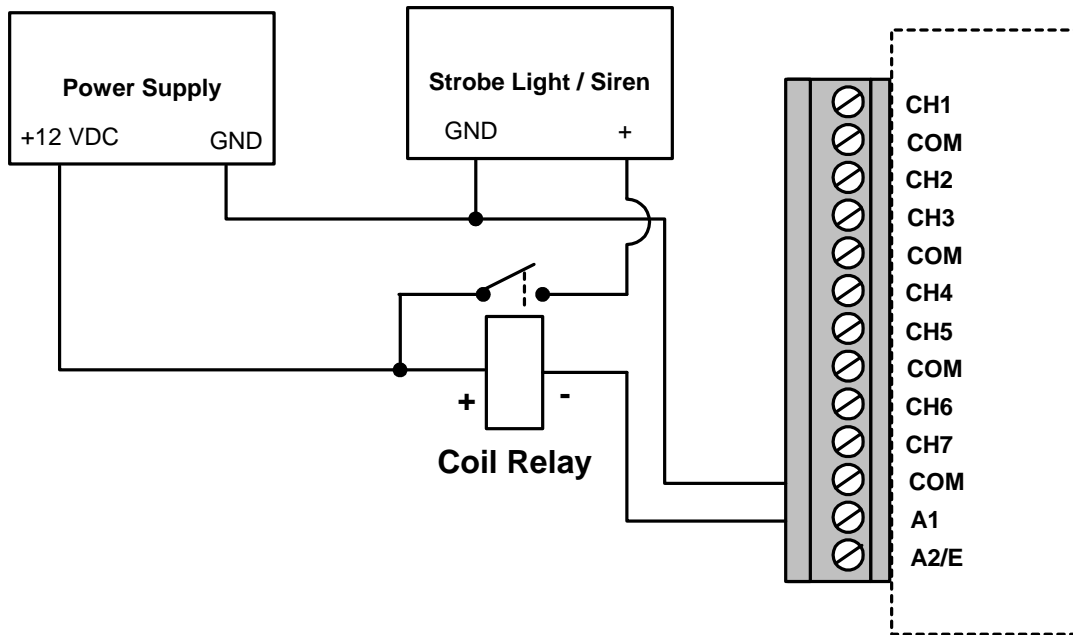 Power Supply
+12 VDC
GND
Strobe Light / Siren
GND
+
+
-
Coil Relay
CH1
COM
CH2
CH3
COM
CH4
CH5
COM
CH6
CH7
COM
A1
A2/E